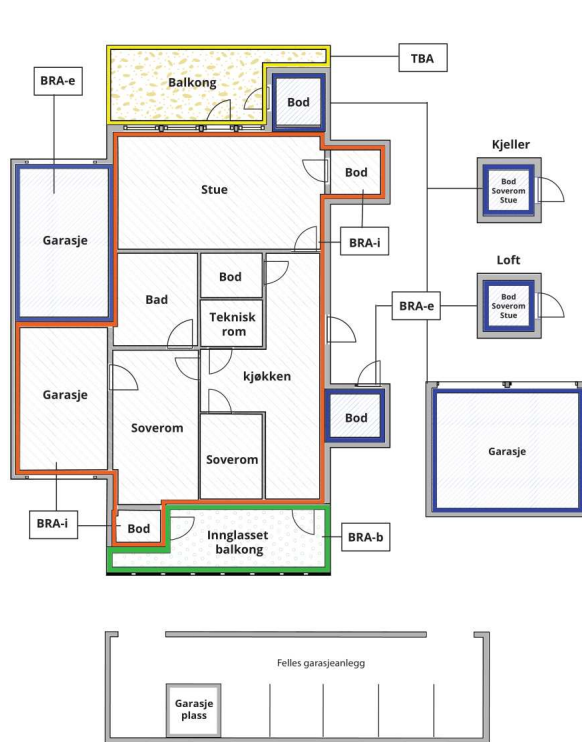 TBA
BRA-e
Balkong
Bod
Kjeller
Bod
Soverom
Stue
Stue
Bod
Garasje
BRA-i
Loft
Bod
Soverom
Stue
Bod
Bad
BRA-e
Teknisk
rom
kjøkken
Garasje
Bod
Soverom
Garasje
Soverom
BRA-i
Bod
Innglasset
balkong
BRA-b
Felles garasjeanlegg
Garasje
plass